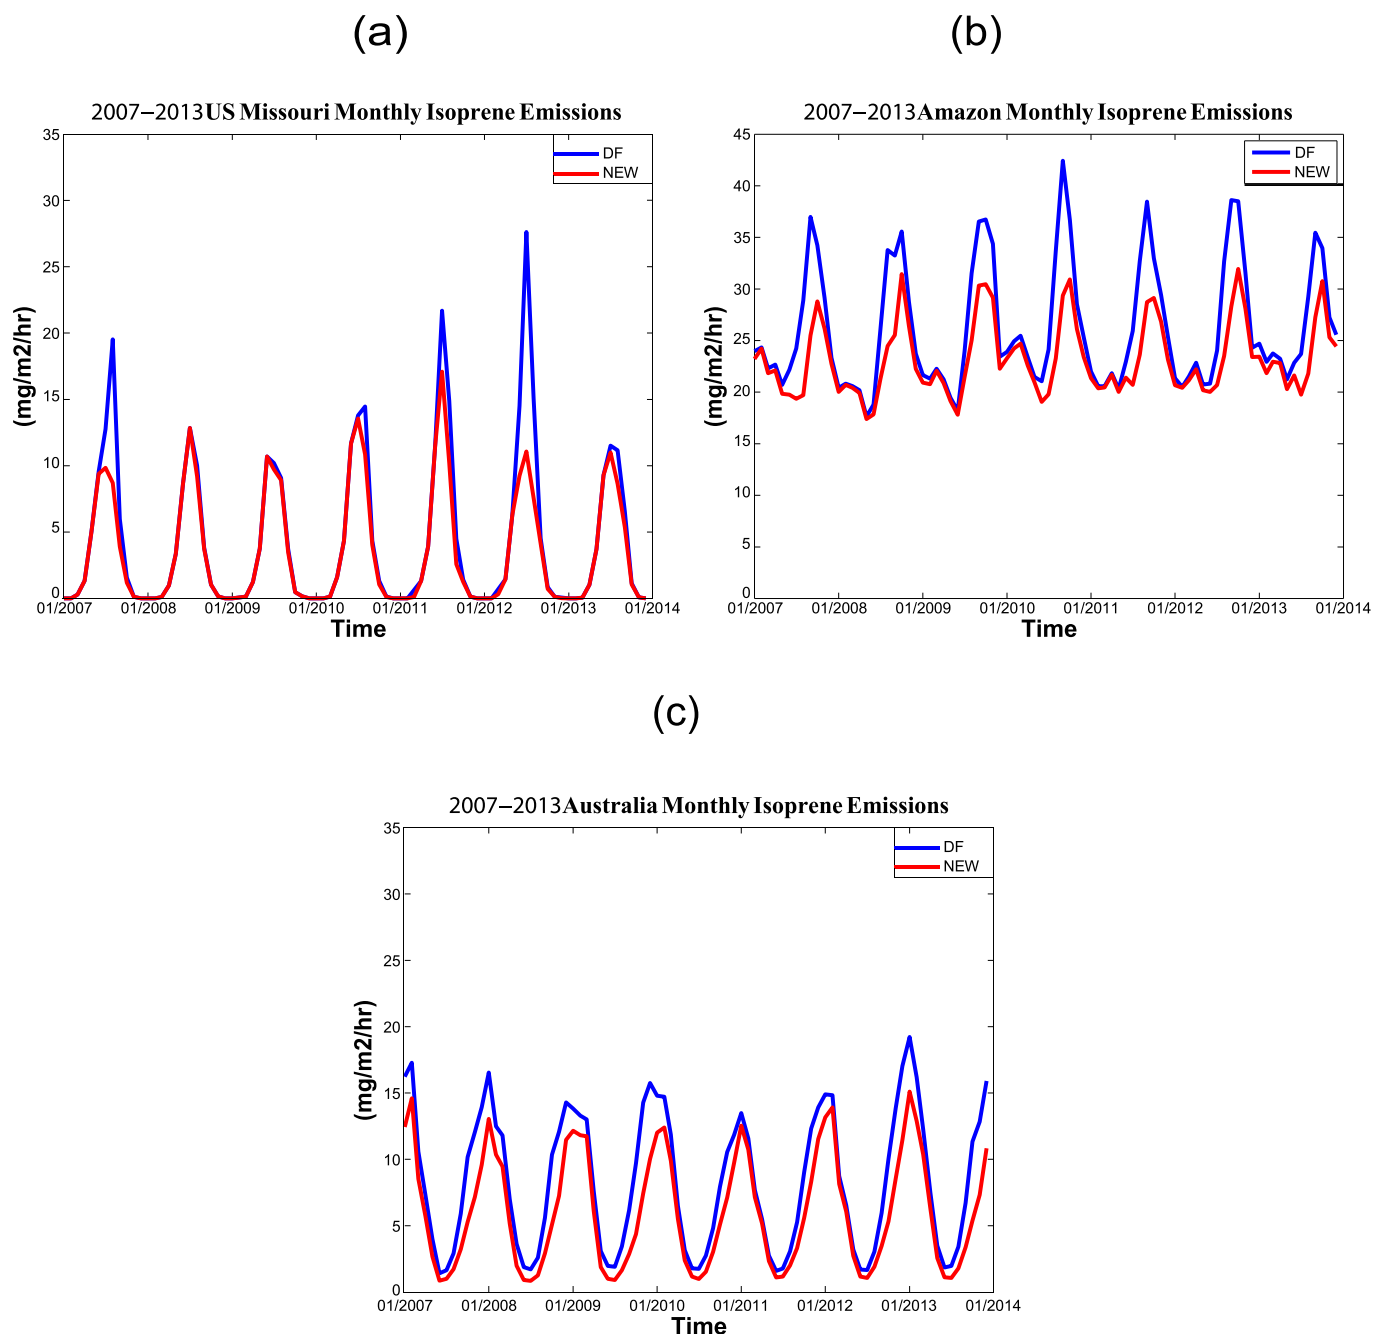 (a)
2007–2013US Missouri Monthly Isoprene Emissions
35
30
25
20
15
10
5
0
(mg/m2/hr)
DF
NEW
01/2007 01/2008 01/2009 01/2010 01/2011 01/2012 01/2013 01/2014
Time
(b)
2007–2013Amazon Monthly Isoprene Emissions
45
40
35
30
25
20
15
10
5
0
(mg/m2/hr)
DF
NEW
01/2007 01/2008 01/2009 01/2010 01/2011 01/2012 01/2013 01/2014
Time
(c)
2007–2013Australia Monthly Isoprene Emissions
35
30
25
20
15
10
5
0
(mg/m2/hr)
DF
NEW
01/2007 01/2008 01/2009 01/2010 01/2011 01/2012 01/2013 01/2014
Time